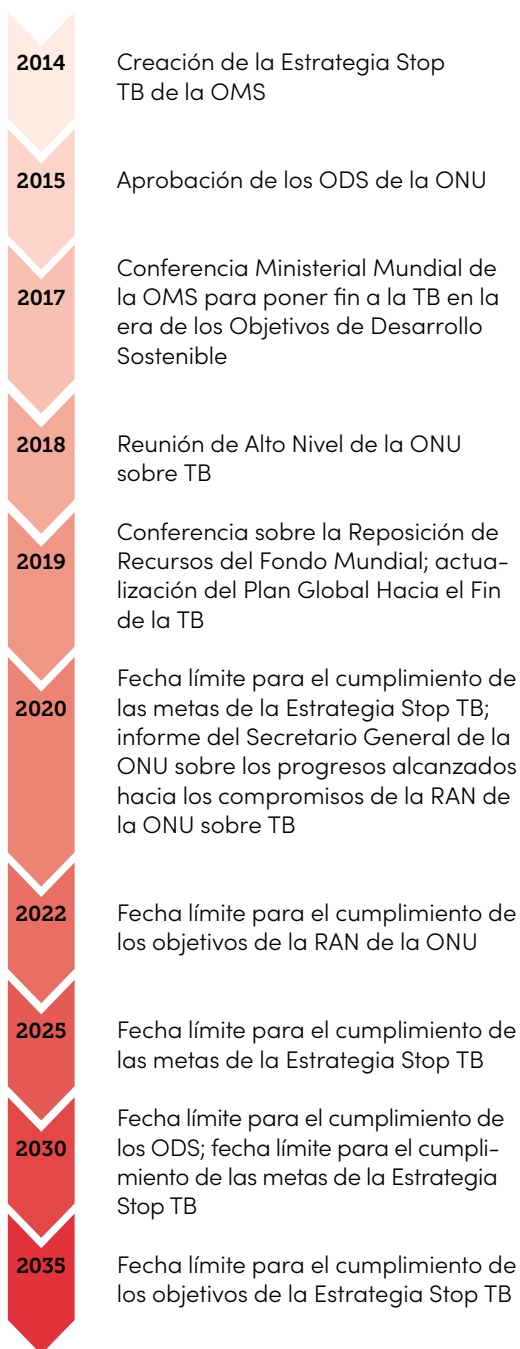 2014
Creación de la Estrategia Stop
TB de la OMS
2015
Aprobación de los ODS de la ONU
2017
Conferencia Ministerial Mundial de
la OMS para poner fin a la TB en la
era de los Objetivos de Desarrollo
Sostenible
2018
Reunión de Alto Nivel de la ONU
sobre TB
2019
Conferencia sobre la Reposición de
Recursos del Fondo Mundial; actua-
lización del Plan Global Hacia el Fin
de la TB
2020
Fecha límite para el cumplimiento de
las metas de la Estrategia Stop TB;
informe del Secretario General de la
ONU sobre los progresos alcanzados
hacia los compromisos de la RAN de
la ONU sobre TB
2022
Fecha límite para el cumplimiento de
los objetivos de la RAN de la ONU
2025
Fecha límite para el cumplimiento de
las metas de la Estrategia Stop TB
2030
Fecha límite para el cumplimiento de
los ODS; fecha límite para el cumpli-
miento de las metas de la Estrategia
Stop TB
2035
Fecha límite para el cumplimiento de
los objetivos de la Estrategia Stop TB